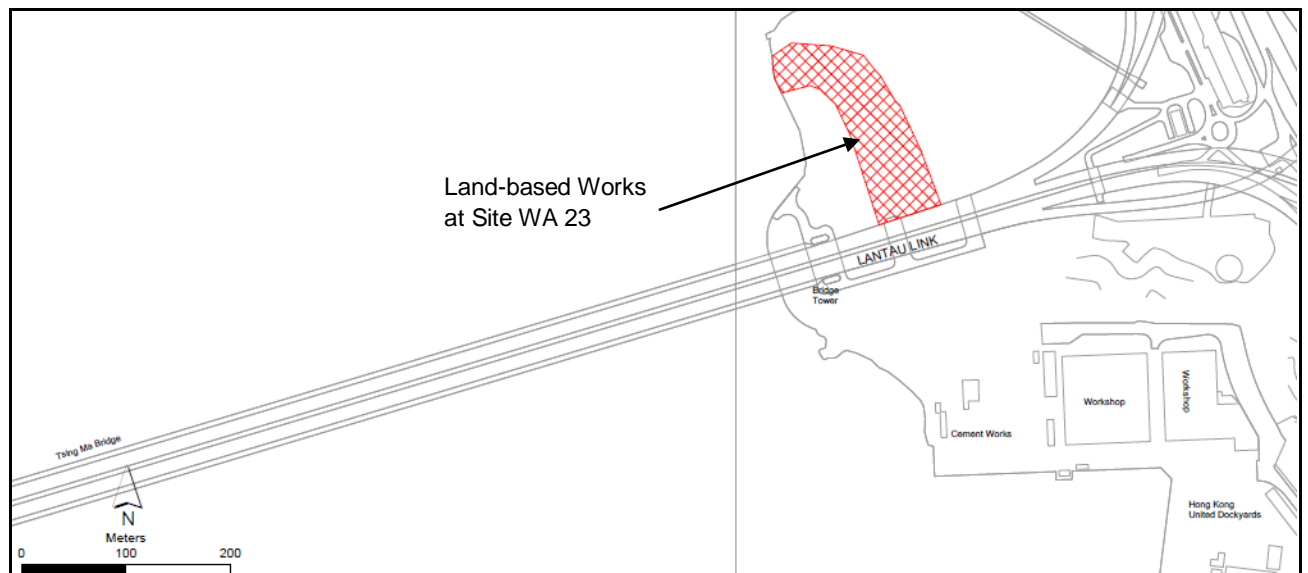 Land-based Works
at Site WA 23
LANTAU LINK
Bridge
Tower
Workshop
Workshop
Cement Works
Tsing Ma Bridge
Hong Kong
United Dockyards
N
Meters
0 100 200